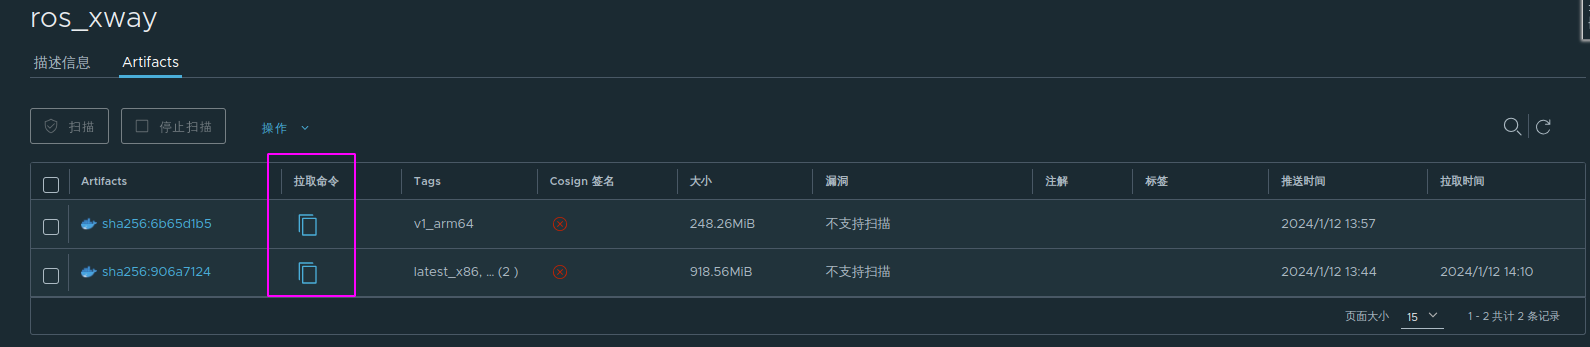 ros_xway
描述信息 Artifacts
扫描 停止扫描 操作
Artifacts 拉取命令 Tags Cosign 签名 大小 漏洞 注解 标签 推送时间 拉取时间
sha256:6b65d1b5 v1_arm64 248.26MiB 不支持扫描 2024/1/12 13:57
sha256:906a7124 latest_x86, ... (2 ) 918.56MiB 不支持扫描 2024/1/12 13:44 2024/1/12 14:10
页面大小 15 1 - 2 共计 2 条记录